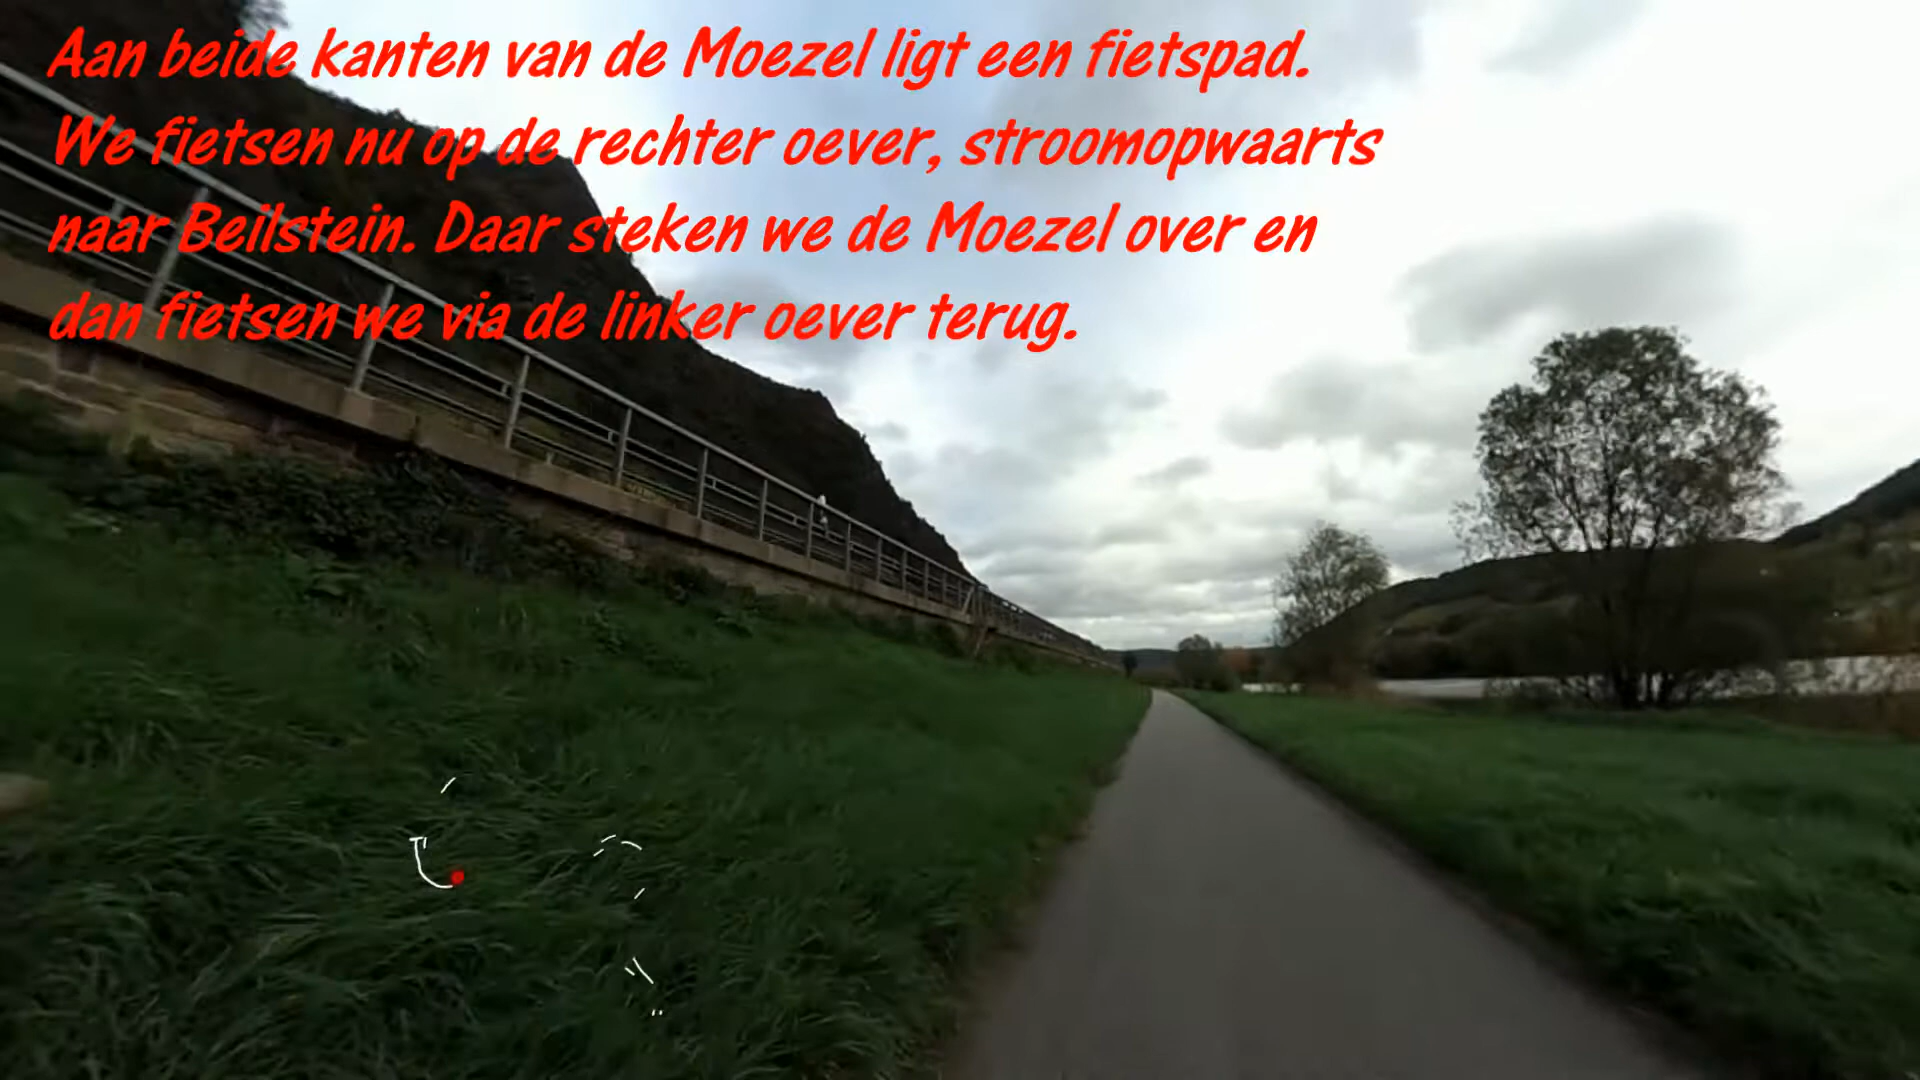 Aan beide kanten van de Moezel ligt een fietspad.
We fietsen nu op de rechter oever, stroomopwaarts
naar Beilstein. Daar steken we de Moezel over en
dan fietsen we via de linker oever terug.